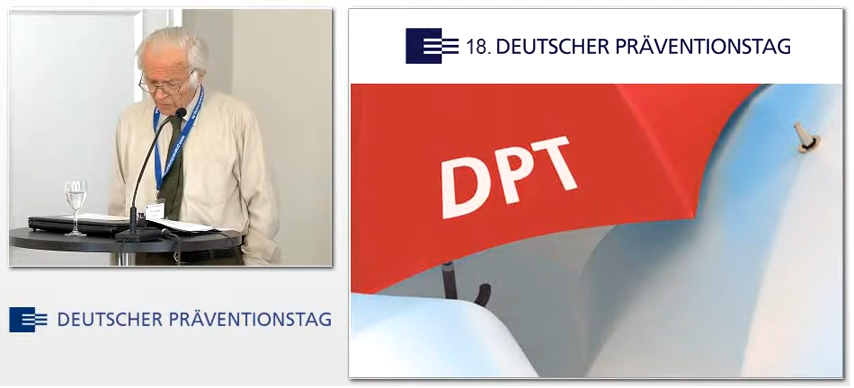 18. DEUTSCHER PRÄVENTIONSTAG
DPT
DEUTSCHER PRÄVENTIONSTAG